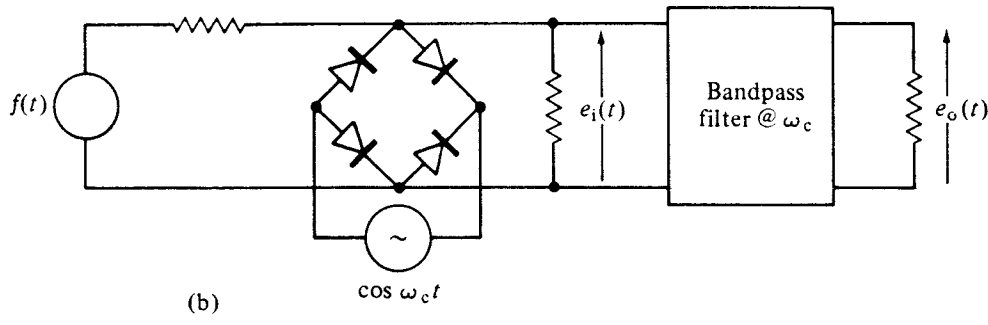 f(t)
e_i(t)
Bandpass
filter @ ω_c
e_o(t)
~
cos ω_c t
(b)